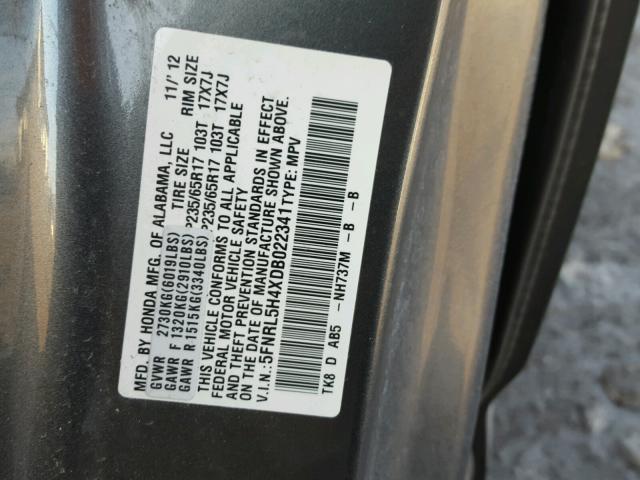 MFD. BY HONDA MFG. OF ALABAMA, LLC 11/'12
TIRE SIZE RIM SIZE
GVWR 2730KG(6019LBS)
GAWR F 1320KG(2910LBS) P235/65R17 103T 17X7J
GAWR R 1515KG(3340LBS) P235/65R17 103T 17X7J
THIS VEHICLE CONFORMS TO ALL APPLICABLE
FEDERAL MOTOR VEHICLE SAFETY
AND THEFT PREVENTION STANDARDS IN EFFECT
ON THE DATE OF MANUFACTURE SHOWN ABOVE.
V.I.N.:5FNRL5H4XDB022341 TYPE: MPV
TK8 D AB5 -NH737M -B -B